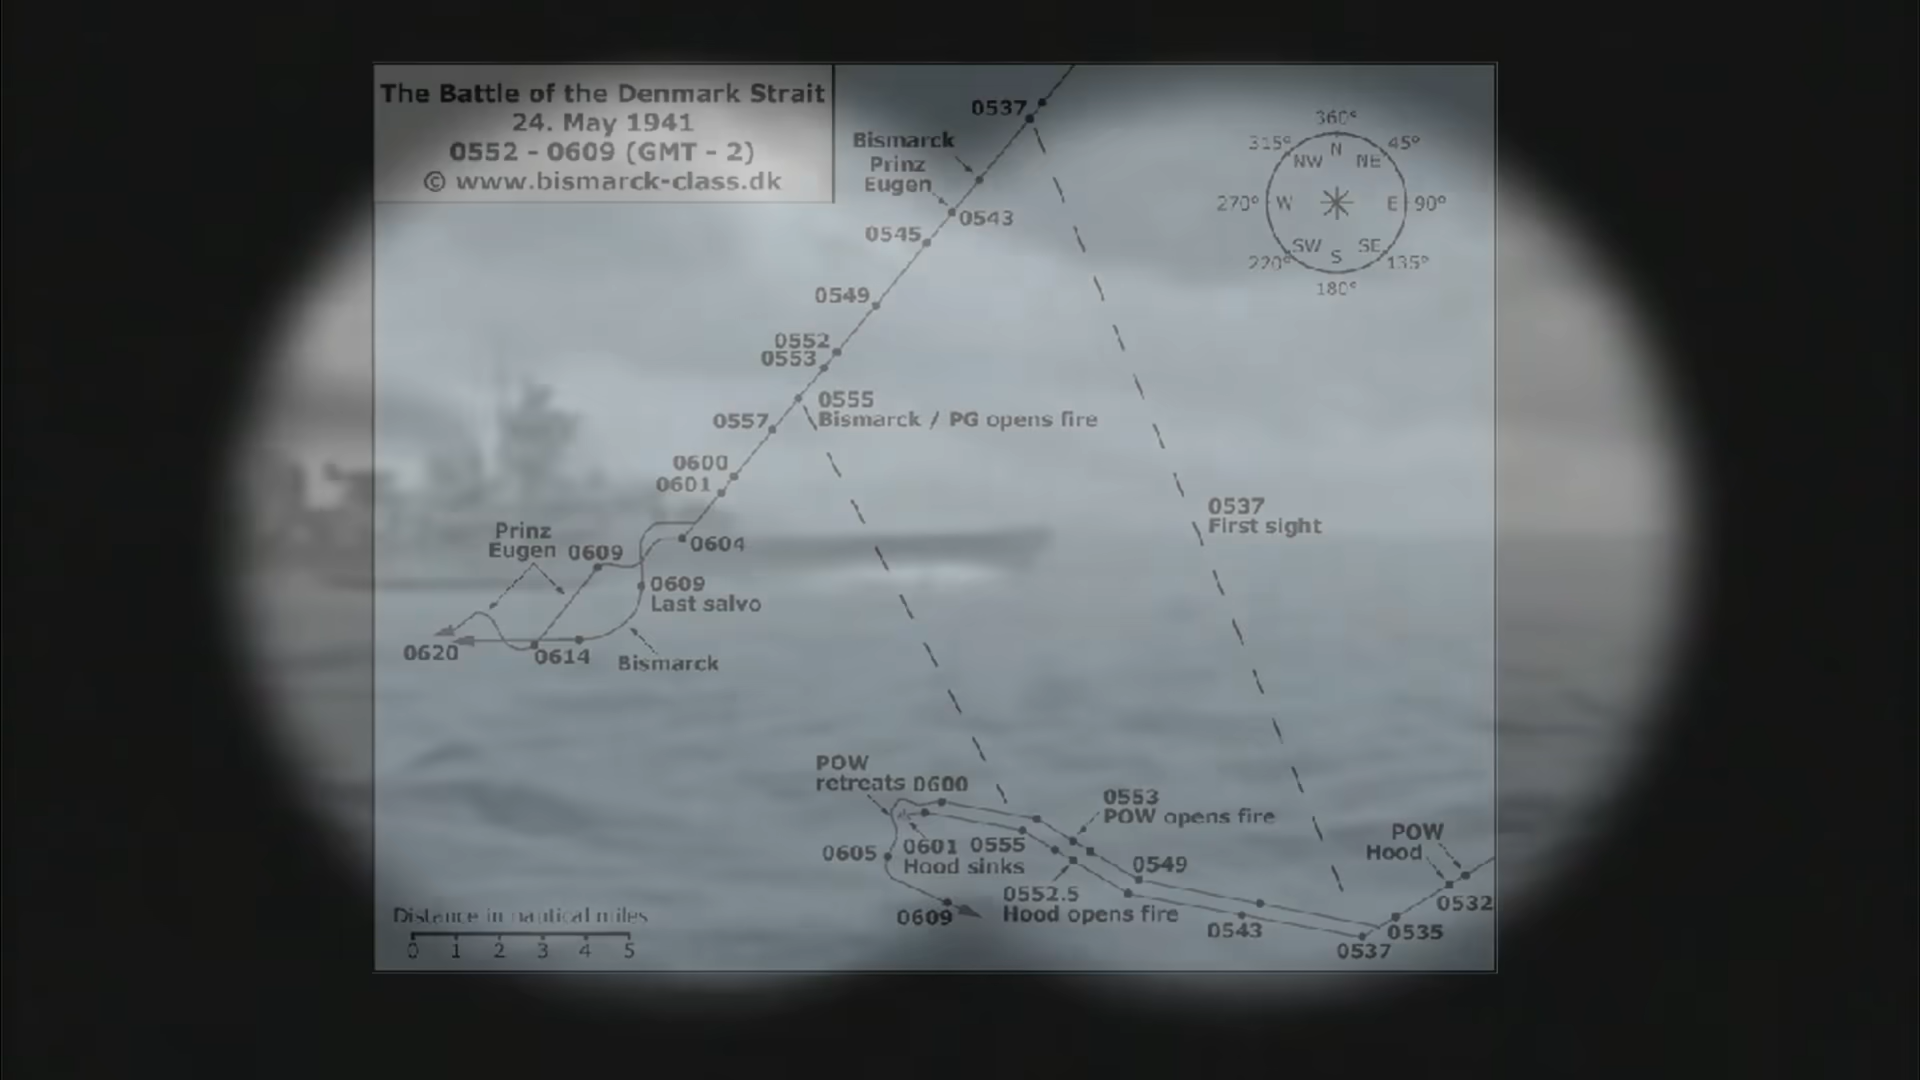 The Battle of the Denmark Strait
24. May 1941
0552 - 0609 (GMT - 2)
© www.bismarck-class.dk
0537
Bismarck
Prinz
Eugen
0543
0545
0549
0552
0553
0555
Bismarck / PG opens fire
0557
0600
0601
0604
Prinz
Eugen
0609
0609
Last salvo
0620
0614
Bismarck
360°
315°
45°
N
NW
NE
270°
W
E
90°
SW
SE
S
220°
135°
180°
0537
First sight
POW
retreats
0600
0553
POW opens fire
0605
0601
Hood sinks
0555
0549
0552.5
Hood opens fire
0609
0543
POW
Hood
0532
0535
0537
Distance in nautical miles
0 1 2 3 4 5